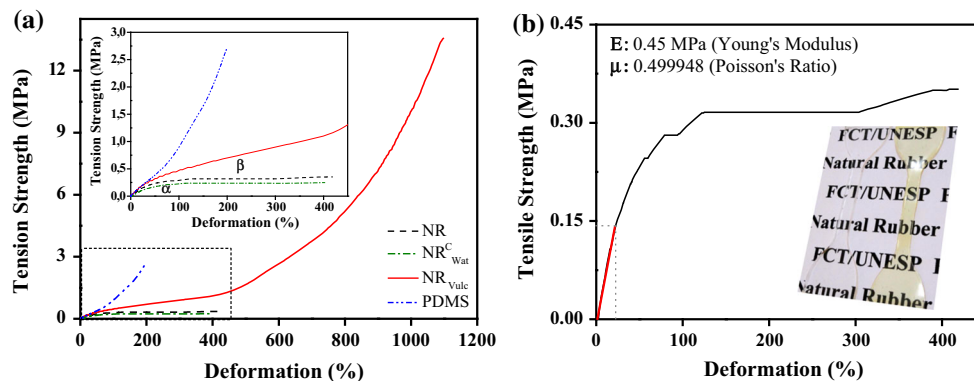 (a)
Tension Strength (MPa)
12
9
6
3
0
0 200 400 600 800 1000 1200
Deformation (%)
3,0
2,5
2,0
1,5
1,0
0,5
0,0
Tension Strength (MPa)
α
β
0 100 200 300 400
Deformation (%)
NR
NR^C_Wat
NR_Vulc
PDMS
(b)
Tensile Strength (MPa)
0.45
0.30
0.15
0.00
0 100 200 300 400
Deformation (%)
E: 0.45 MPa (Young's Modulus)
μ: 0.499948 (Poisson's Ratio)
FCT/UNESP F
Natural Rubber
FCT/UNESP F
Natural Rubber
FCT/UNESP
Natural Rubber